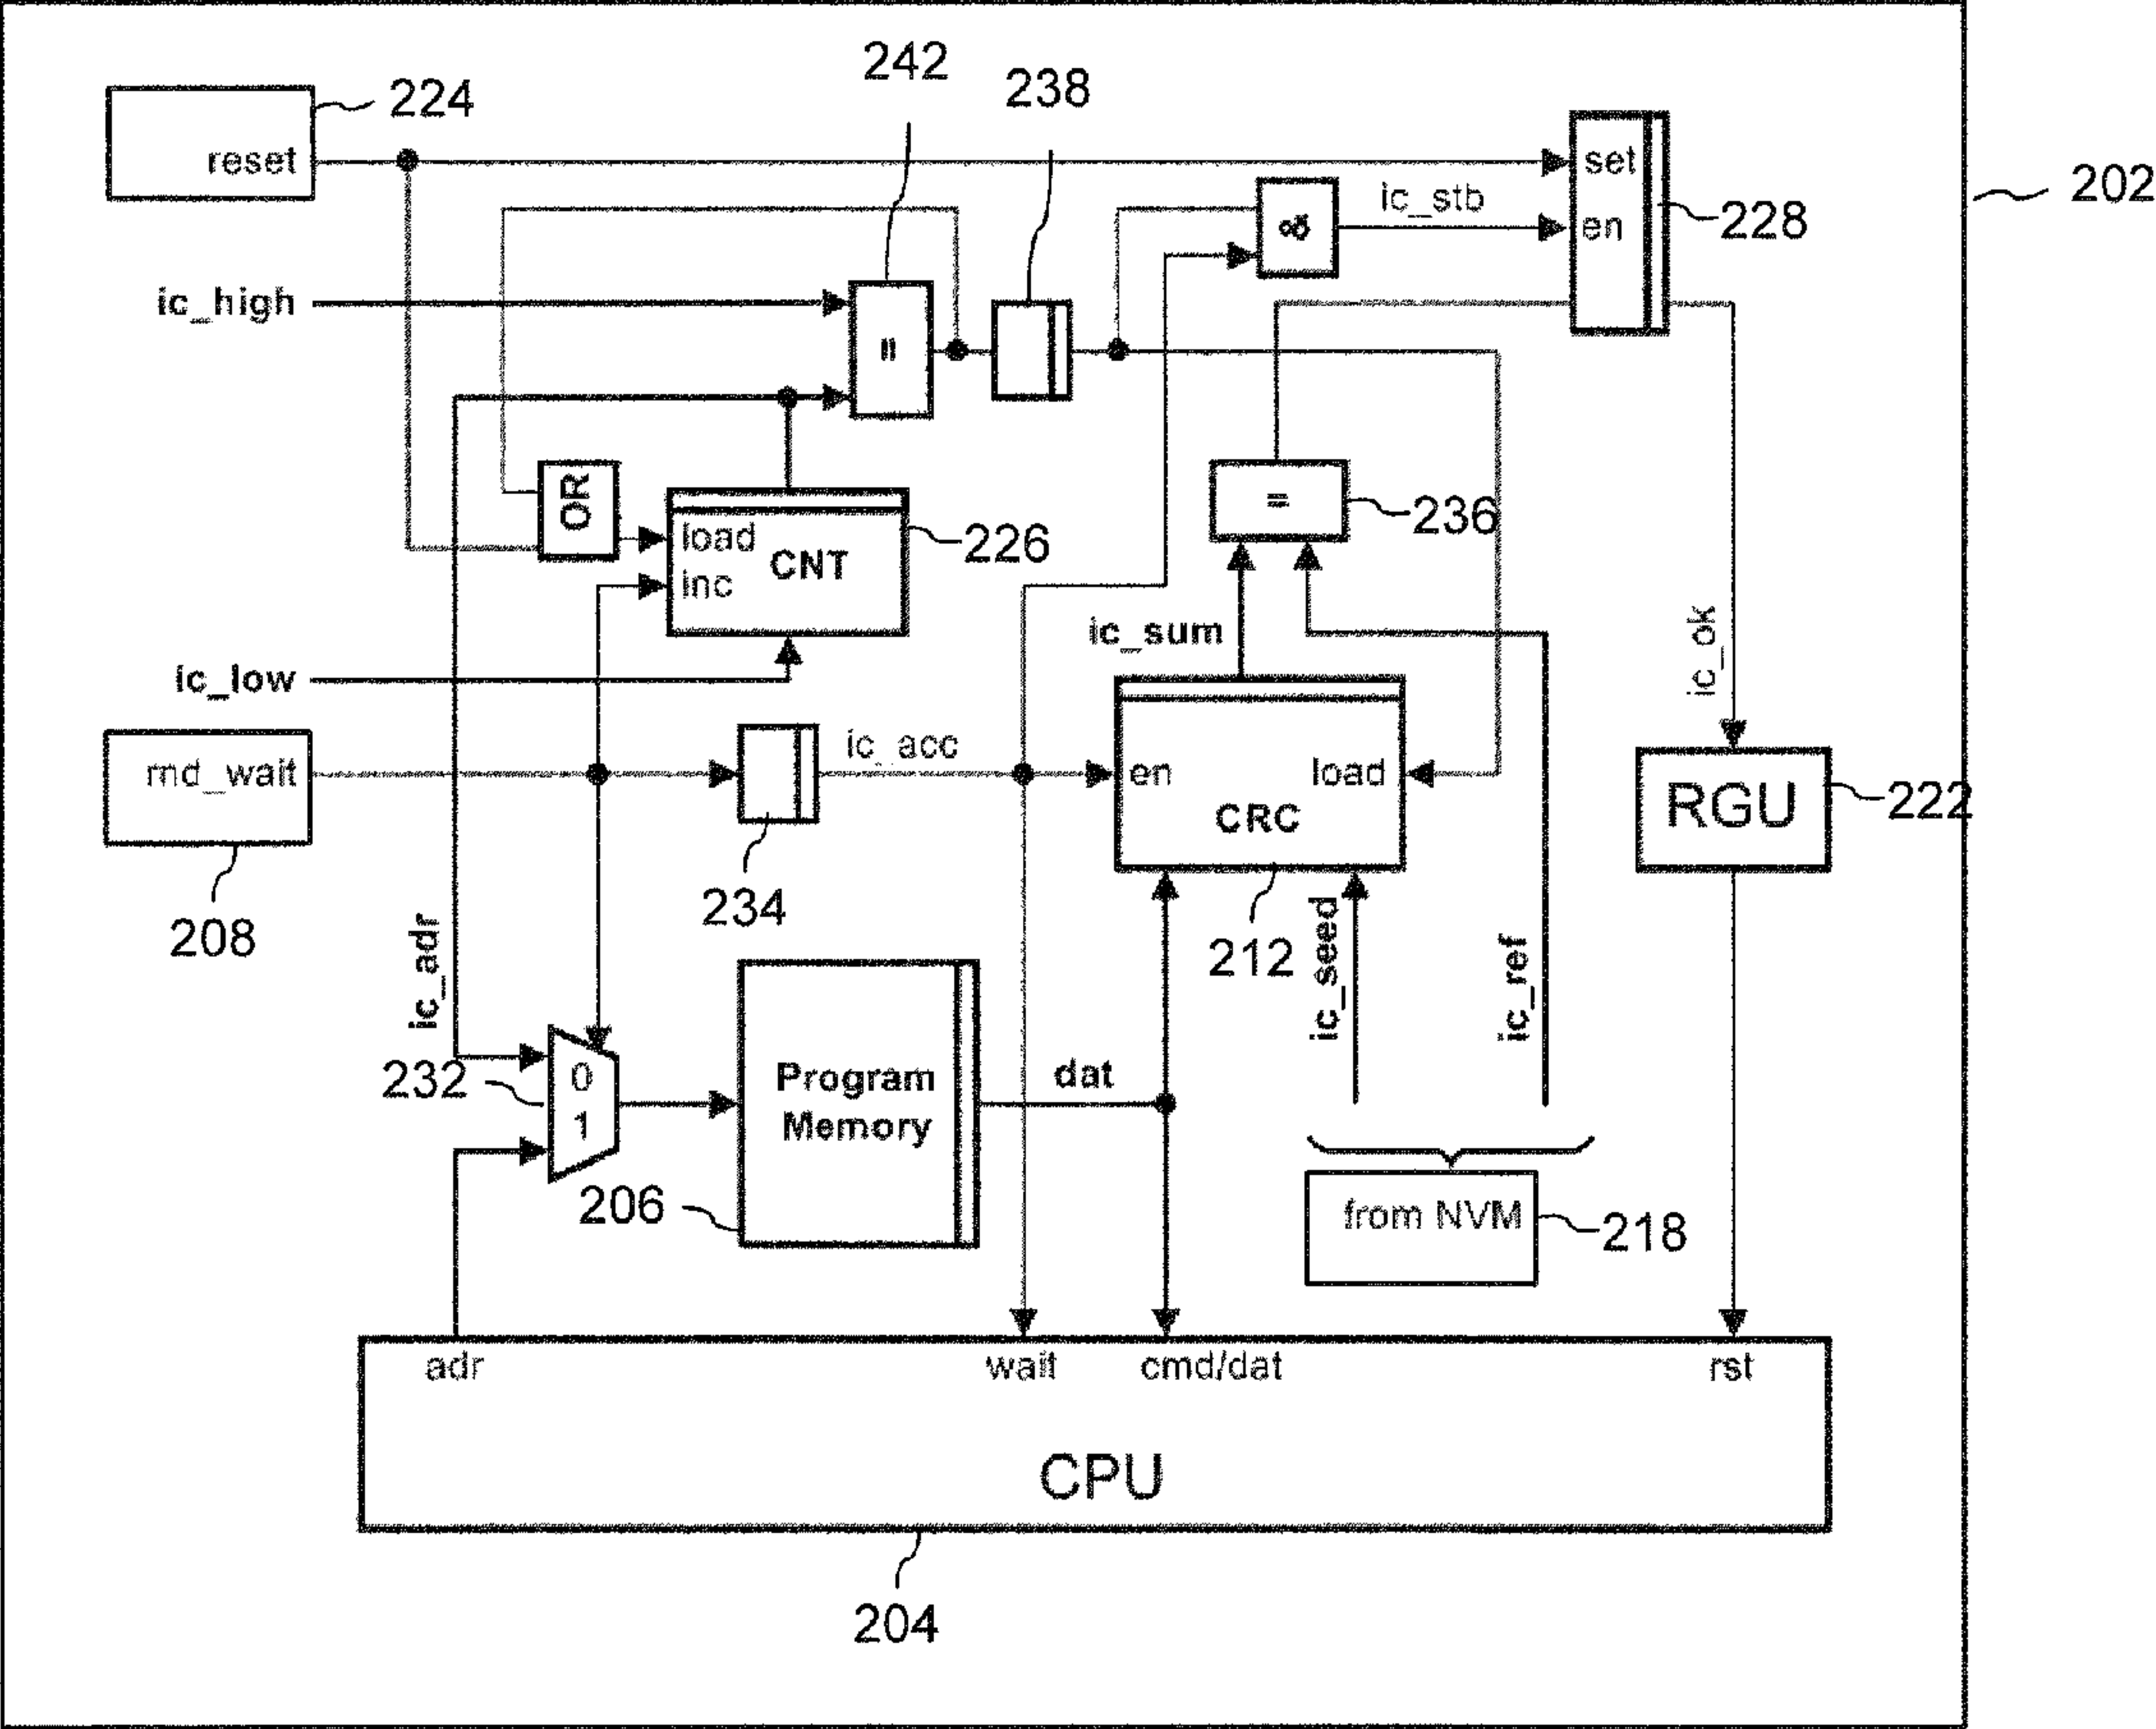 242
238
224
reset
set
202
ic_stb
&
en
228
ic_high
=
OR
load
CNT
226
inc
=
236
ic_sum
ic_ok
ic_low
rnd_wait
ic_acc
en
load
CRC
RGU
222
234
208
212
ic_adr
ic_seed
ic_ref
232
0
1
Program
Memory
dat
206
from NVM
218
adr
wait
cmd/dat
rst
CPU
204